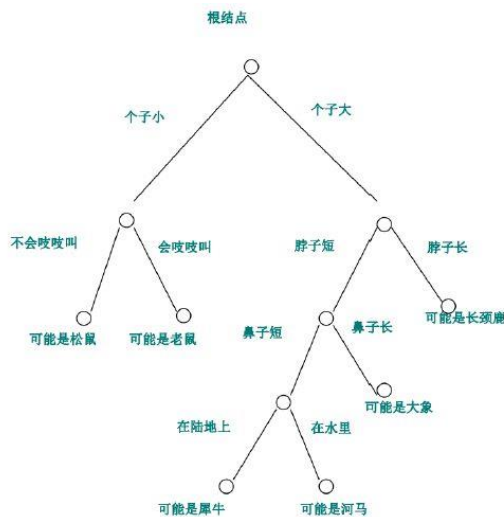 根结点
个子小
个子大
不会吱吱叫
会吱吱叫
脖子短
脖子长
可能是松鼠
可能是老鼠
鼻子短
鼻子长
可能是长颈鹿
在陆地上
在水里
可能是大象
可能是犀牛
可能是河马